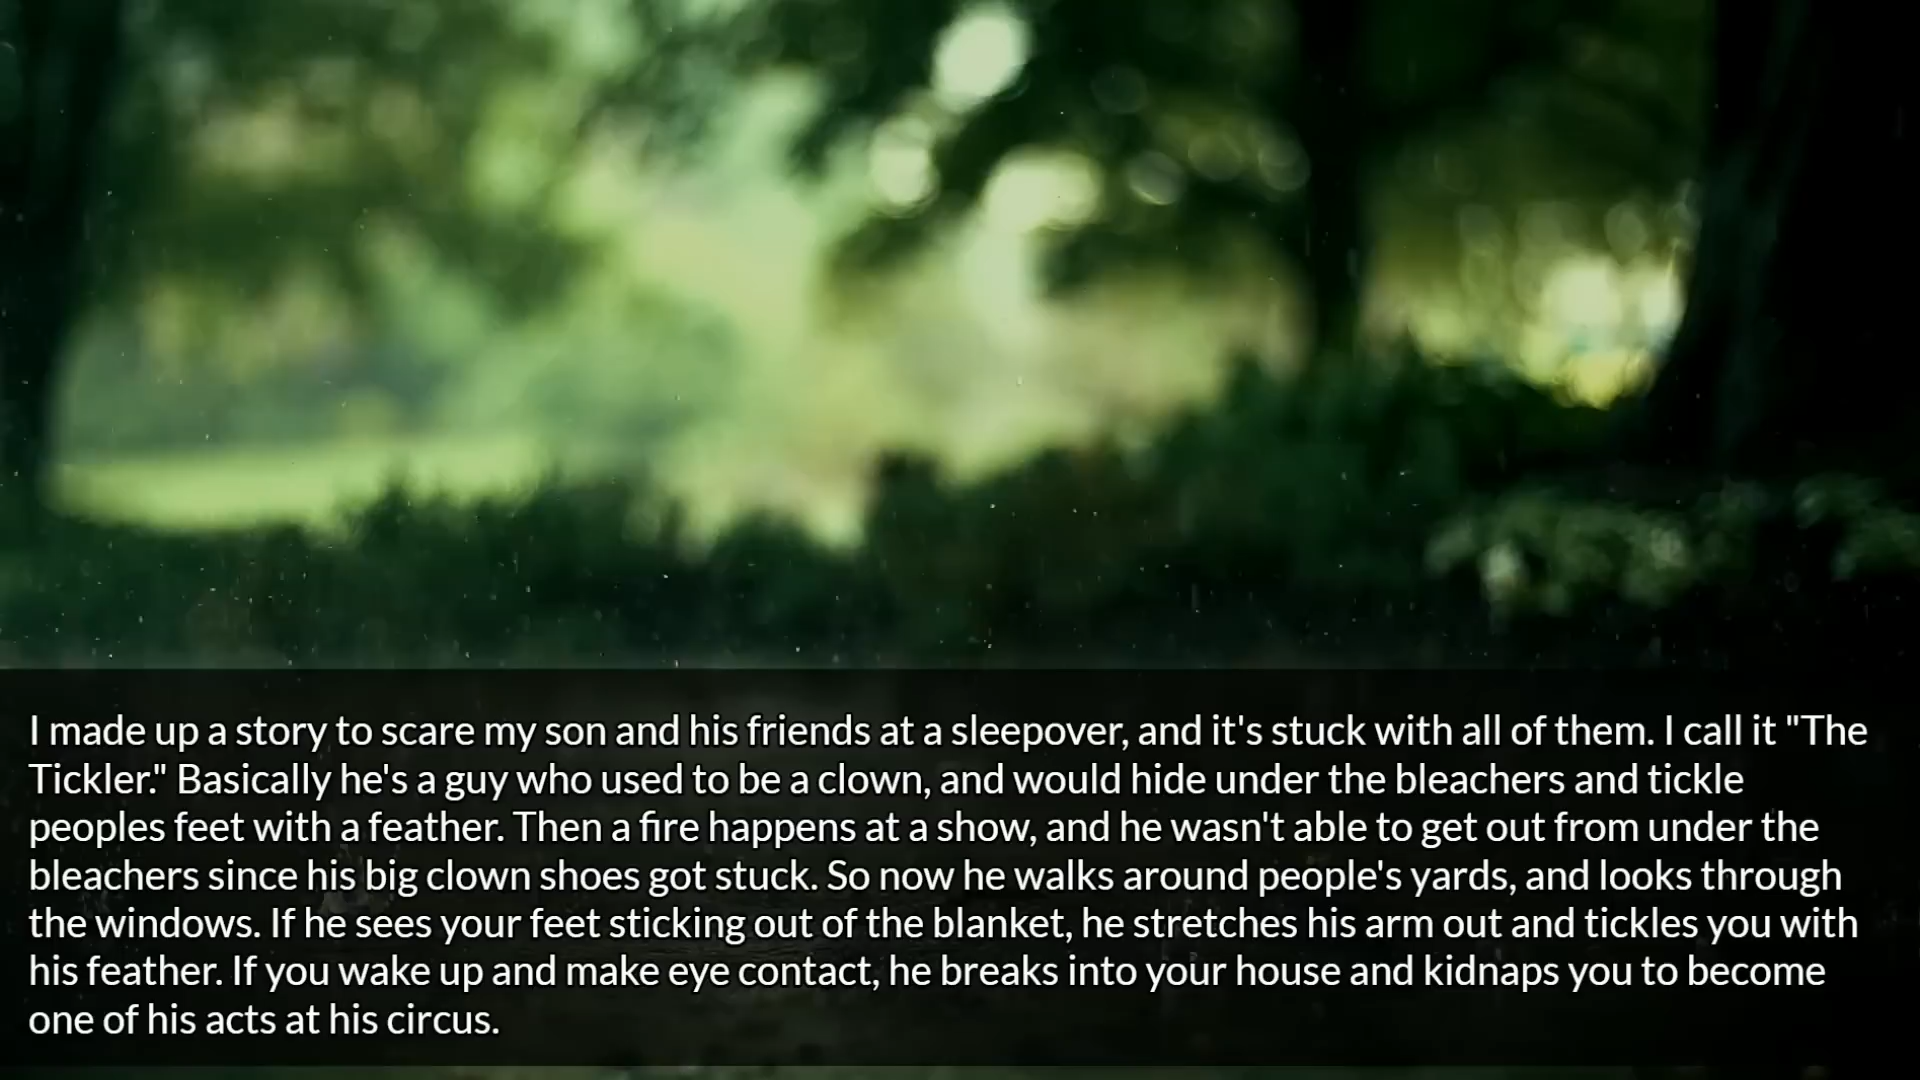 I made up a story to scare my son and his friends at a sleepover, and it's stuck with all of them. I call it "The
Tickler." Basically he's a guy who used to be a clown, and would hide under the bleachers and tickle
peoples feet with a feather. Then a fire happens at a show, and he wasn't able to get out from under the
bleachers since his big clown shoes got stuck. So now he walks around people's yards, and looks through
the windows. If he sees your feet sticking out of the blanket, he stretches his arm out and tickles you with
his feather. If you wake up and make eye contact, he breaks into your house and kidnaps you to become
one of his acts at his circus.